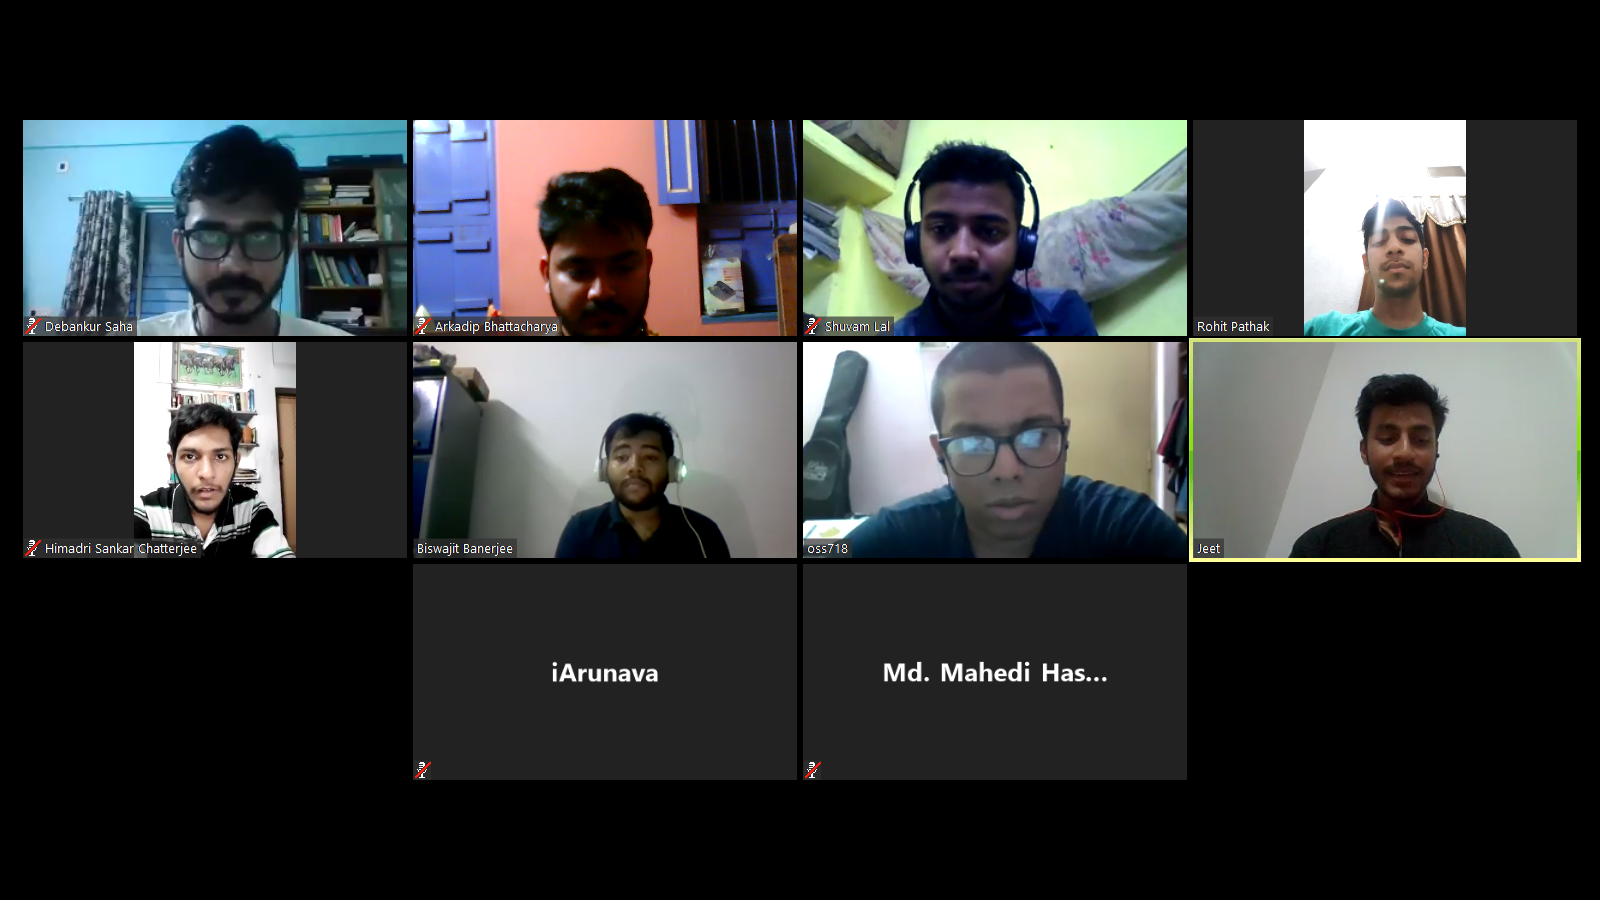 Debankur Saha
Arkadip Bhattacharya
Shuvam Lal
Rohit Pathak
Himadri Sankar Chatterjee
Biswajit Banerjee
oss718
Jeet
iArunava
Md. Mahedi Has...